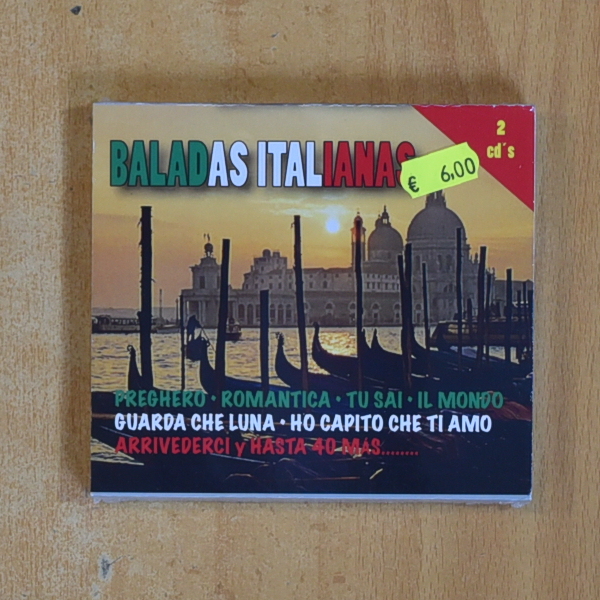 BALADAS ITALIANAS
2
cd´s
€ 6,00
PREGHERO · ROMANTICA · TU SAI · IL MONDO
GUARDA CHE LUNA · HO CAPITO CHE TI AMO
ARRIVEDERCI y HASTA 40 MÁS........